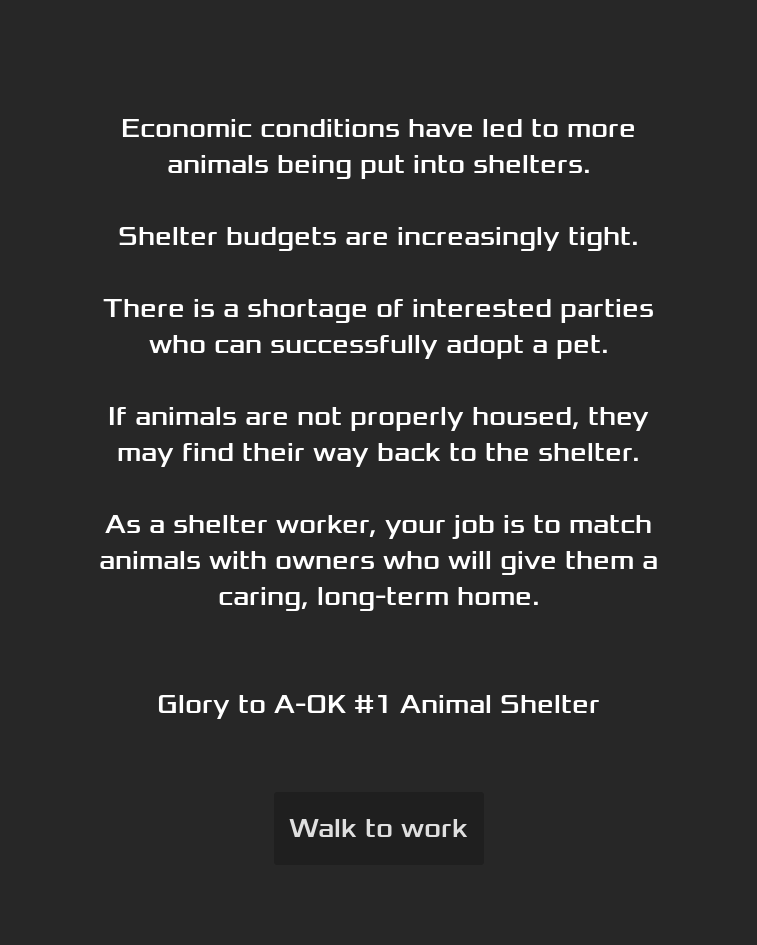 Economic conditions have led to more
animals being put into shelters.
Shelter budgets are increasingly tight.
There is a shortage of interested parties
who can successfully adopt a pet.
If animals are not properly housed, they
may find their way back to the shelter.
As a shelter worker, your job is to match
animals with owners who will give them a
caring, long-term home.
Glory to A-OK #1 Animal Shelter
Walk to work